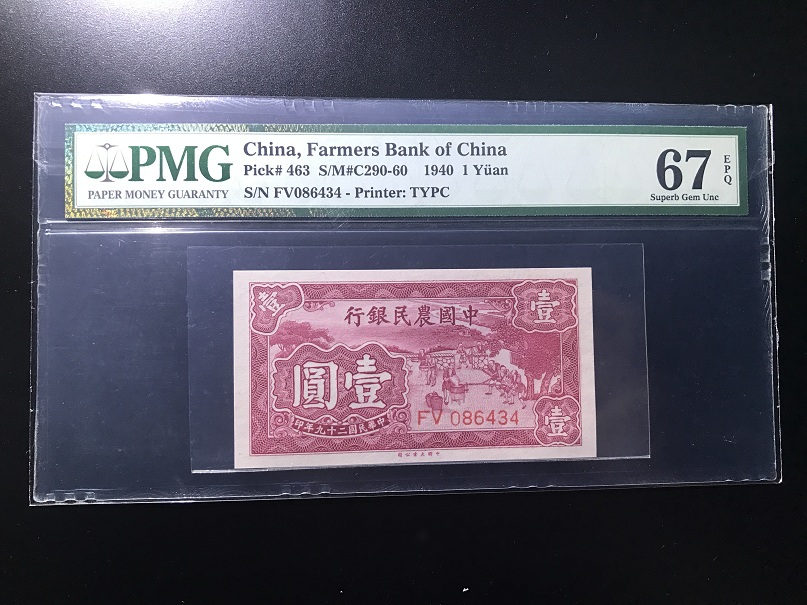 PMG
PAPER MONEY GUARANTY
China, Farmers Bank of China
Pick# 463 S/M#C290-60 1940 1 Yüan
S/N FV086434 - Printer: TYPC
67
EPQ
Superb Gem Unc
壹
行銀民農國中
壹
圓壹
FV 086434
印年九十二國民華中
壹